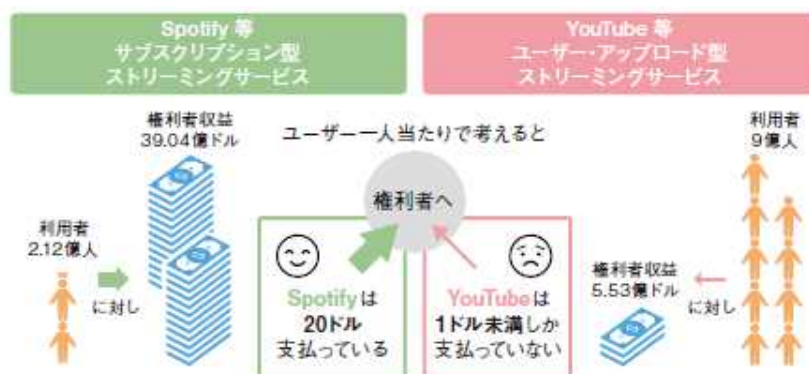 Spotify 等
サブスクリプション型
ストリーミングサービス
YouTube 等
ユーザー・アップロード型
ストリーミングサービス
権利者収益
39.04億ドル
利用者
2.12億人
に対し
ユーザー一人当たりで考えると
権利者へ
Spotifyは
20ドル
支払っている
YouTubeは
1ドル未満しか
支払っていない
権利者収益
5.53億ドル
に対し
利用者
9億人